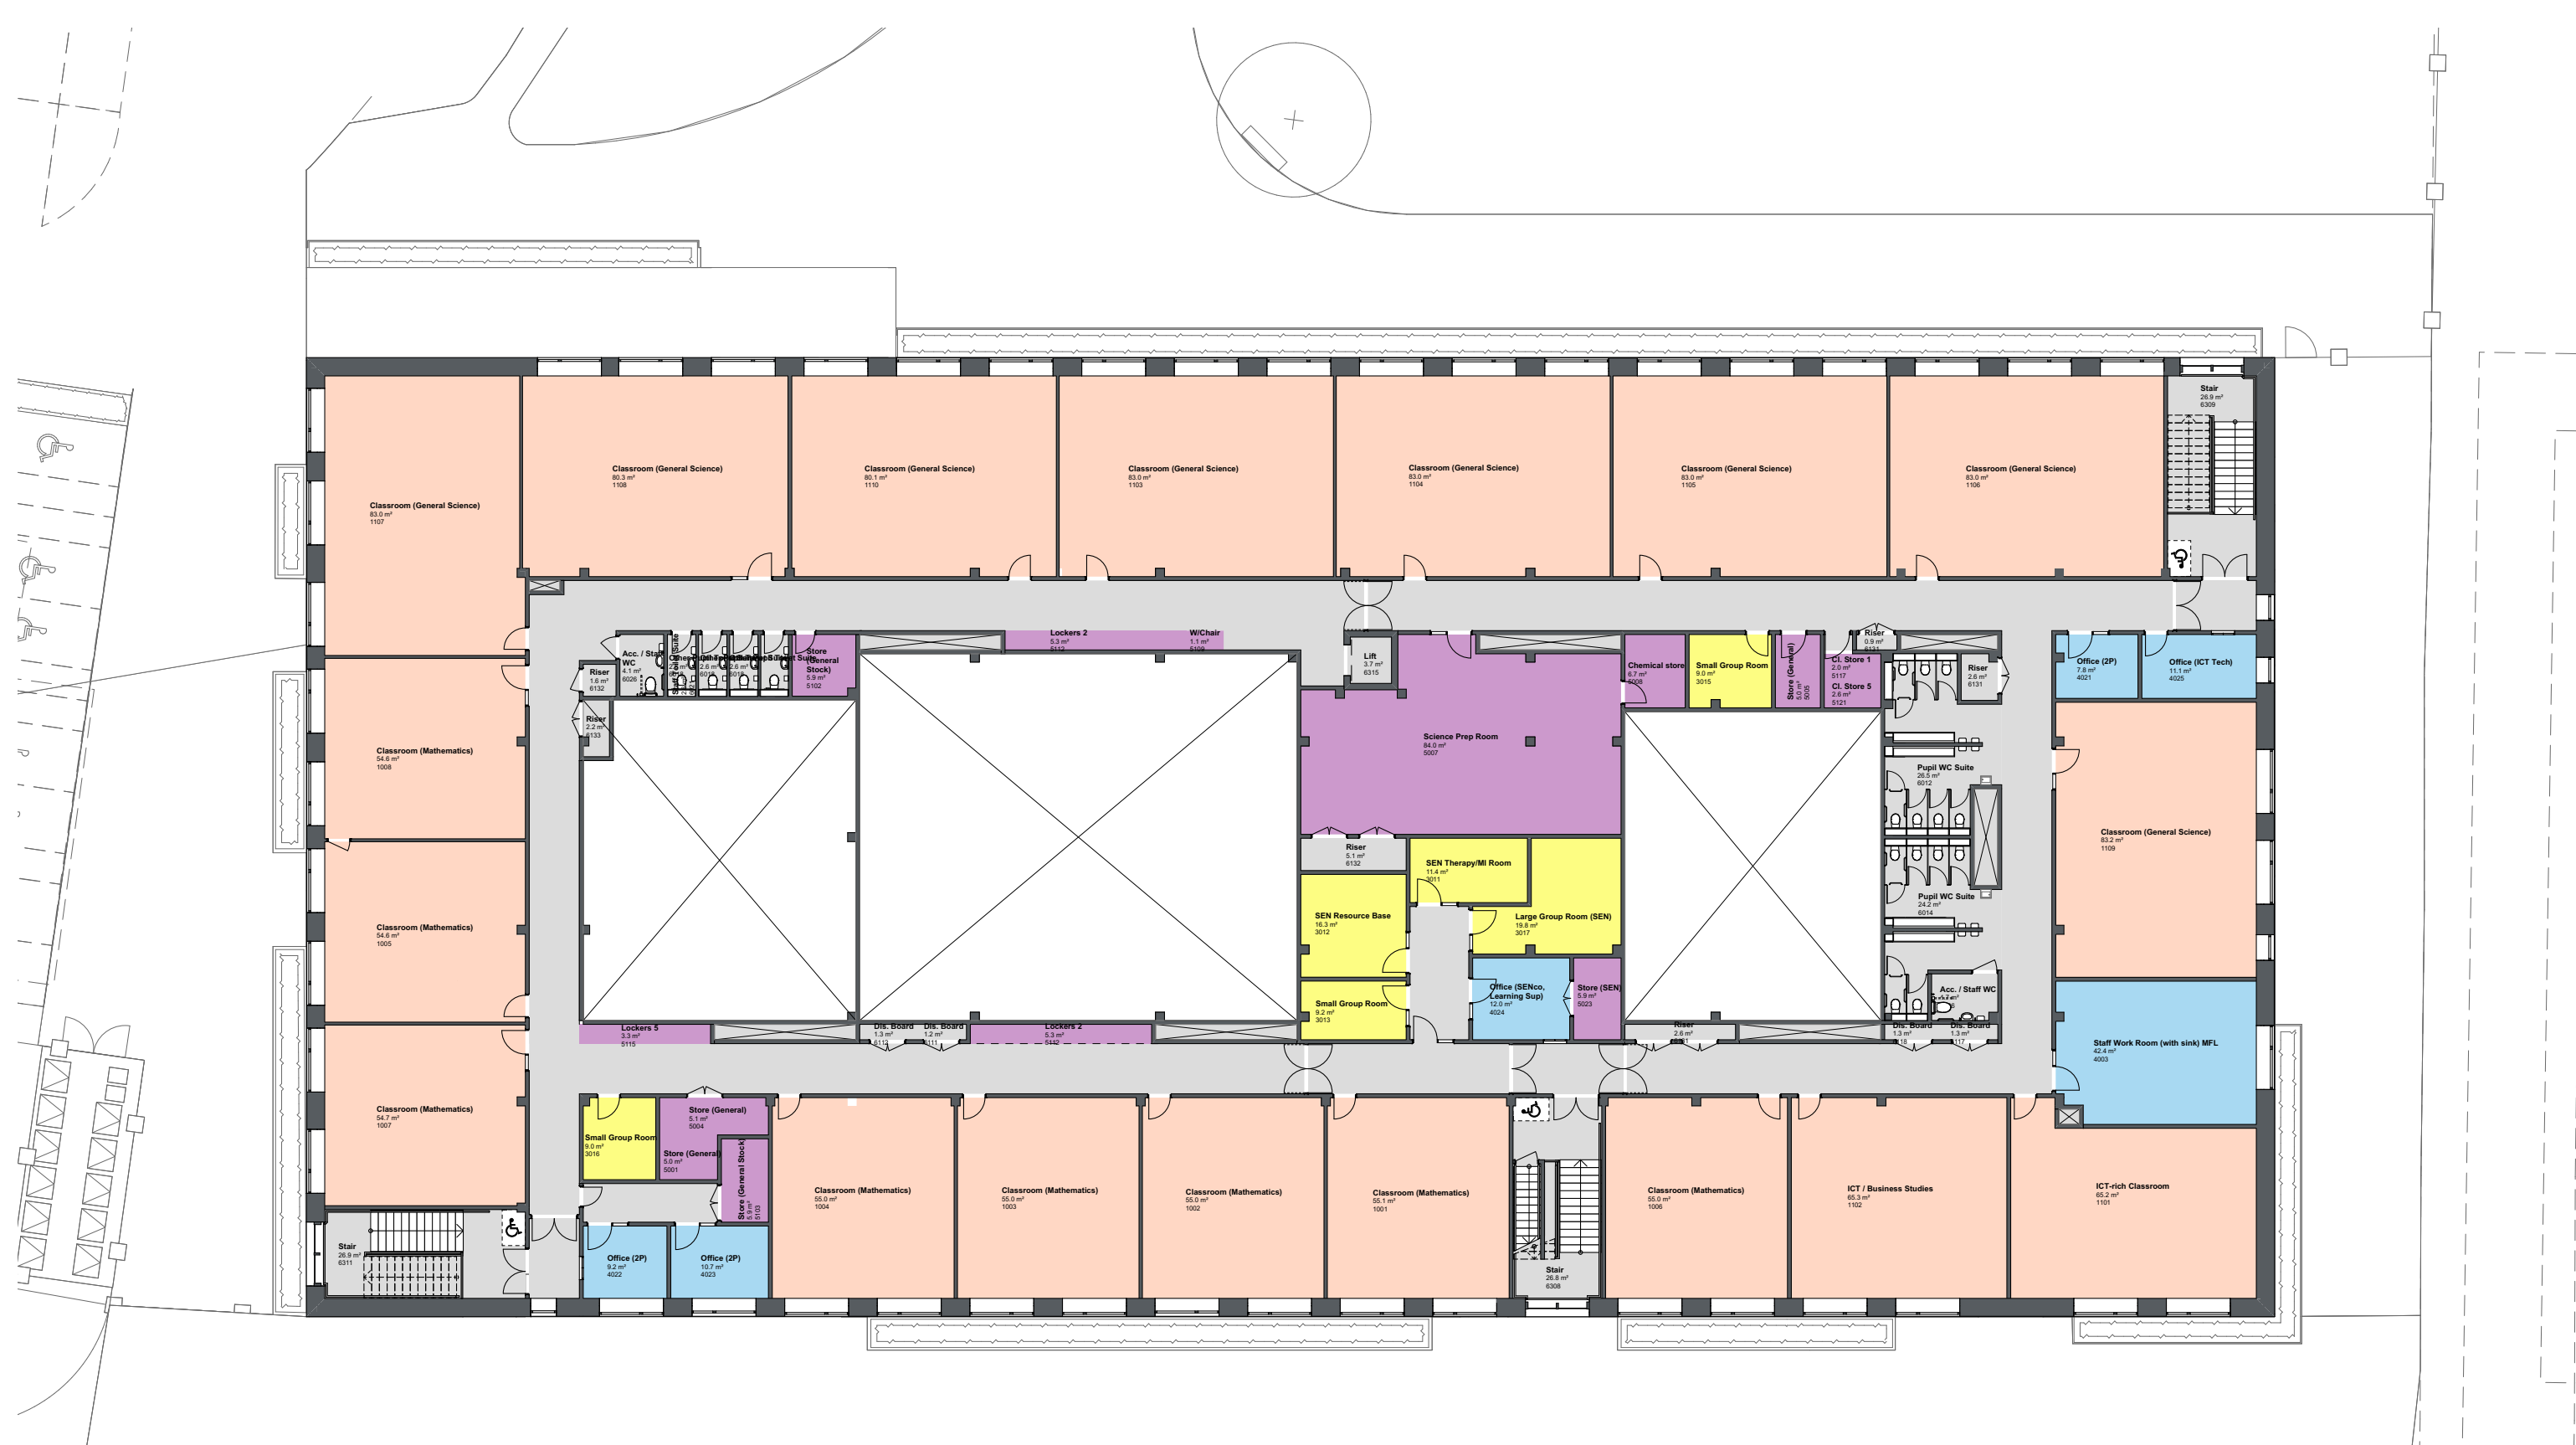 Stair
26.9 m²
6309
Classroom (General Science)
80.3 m²
1108
Classroom (General Science)
80.1 m²
1110
Classroom (General Science)
83.0 m²
1103
Classroom (General Science)
83.0 m²
1104
Classroom (General Science)
83.0 m²
1105
Classroom (General Science)
83.0 m²
1106
Classroom (General Science)
83.0 m²
1107
Lockers 2
5.3 m²
5113
W/Chair
1.1 m²
5109
Riser
0.9 m²
6131
Acc. / Staff
WC
4.1 m²
6026
Store
(General
Stock)
5.9 m²
5102
Riser
1.6 m²
6132
Riser
2.2 m²
6133
Lift
3.7 m²
6315
Chemical store
6.7 m²
5008
Small Group Room
9.0 m²
3015
Store (General)
5.0 m²
5005
Cl. Store 1
2.0 m²
5117
Cl. Store 5
2.6 m²
5121
Riser
2.6 m²
6131
Office (2P)
7.8 m²
4021
Office (ICT Tech)
11.1 m²
4025
Classroom (Mathematics)
54.6 m²
1008
Science Prep Room
84.0 m²
5007
Pupil WC Suite
26.5 m²
6012
Classroom (General Science)
83.2 m²
1109
Riser
5.1 m²
6132
SEN Therapy/MI Room
11.4 m²
3011
Pupil WC Suite
24.2 m²
6014
SEN Resource Base
16.3 m²
3012
Large Group Room (SEN)
19.8 m²
3017
Classroom (Mathematics)
54.6 m²
1005
Small Group Room
9.2 m²
3013
Office (SENco,
Learning Sup)
12.0 m²
4024
Store (SEN)
5.9 m²
5023
Acc. / Staff WC
Lockers 5
3.3 m²
5115
Dis. Board
1.3 m²
Dis. Board
1.2 m²
Lockers 2
5.3 m²
5112
Riser
2.6 m²
Dis. Board
1.3 m²
Dis. Board
1.3 m²
Staff Work Room (with sink) MFL
42.4 m²
4003
Classroom (Mathematics)
54.7 m²
1007
Small Group Room
9.0 m²
3016
Store (General)
5.1 m²
5004
Store (General)
5.0 m²
5001
Store (General Stock)
5.9 m²
5103
Classroom (Mathematics)
55.0 m²
1004
Classroom (Mathematics)
55.0 m²
1003
Classroom (Mathematics)
55.0 m²
1002
Classroom (Mathematics)
55.1 m²
1001
Classroom (Mathematics)
55.0 m²
1006
ICT / Business Studies
65.3 m²
1102
ICT-rich Classroom
65.2 m²
1101
Stair
26.9 m²
6311
Office (2P)
9.2 m²
4022
Office (2P)
10.7 m²
4023
Stair
26.8 m²
6308